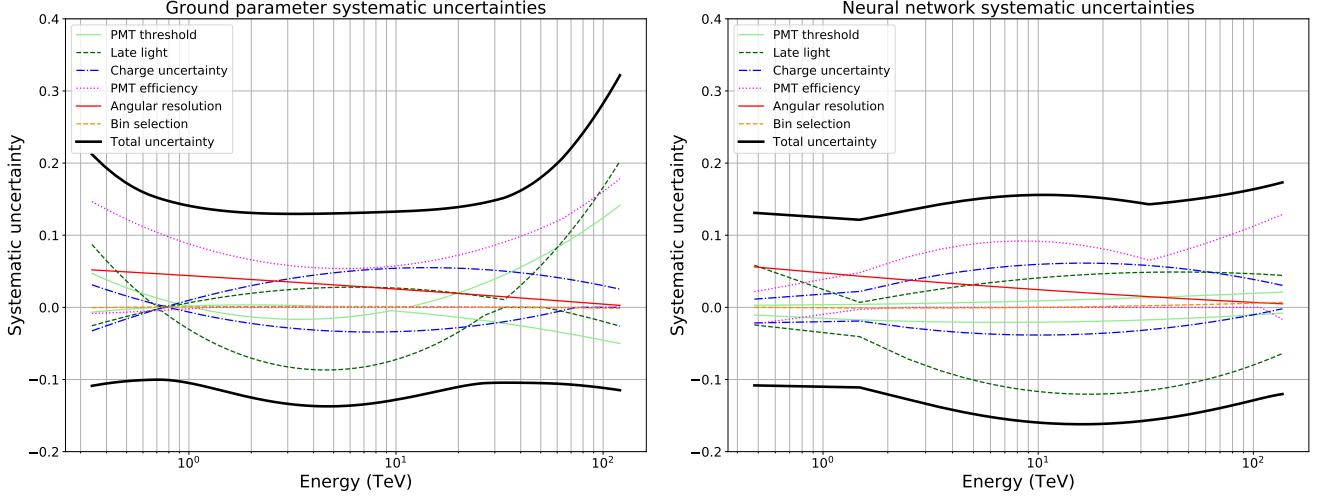 Ground parameter systematic uncertainties
Systematic uncertainty
0.4
0.3
0.2
0.1
0.0
−0.1
−0.2
PMT threshold
Late light
Charge uncertainty
PMT efficiency
Angular resolution
Bin selection
Total uncertainty
10⁰
10¹
10²
Energy (TeV)
Neural network systematic uncertainties
Systematic uncertainty
0.4
0.3
0.2
0.1
0.0
−0.1
−0.2
PMT threshold
Late light
Charge uncertainty
PMT efficiency
Angular resolution
Bin selection
Total uncertainty
10⁰
10¹
10²
Energy (TeV)